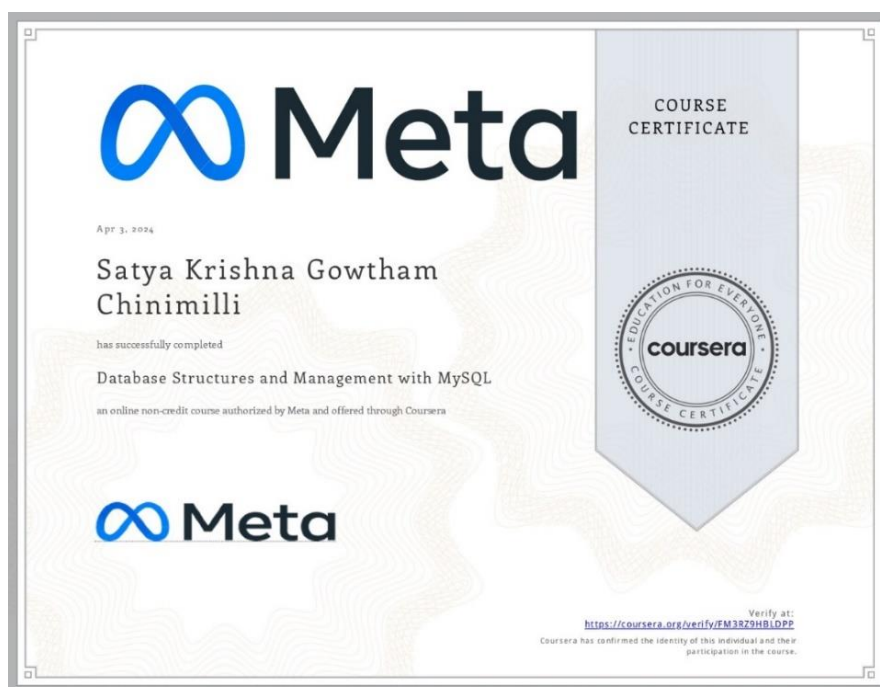 Meta
COURSE
CERTIFICATE
Apr 3, 2024
Satya Krishna Gowtham
Chinimilli
has successfully completed
Database Structures and Management with MySQL
an online non-credit course authorized by Meta and offered through Coursera
EDUCATION FOR EVERYONE
coursera
COURSE CERTIFICATE
Meta
Verify at:
https://coursera.org/verify/FM3RZ9HBLDPP
Coursera has confirmed the identity of this individual and their
participation in the course.